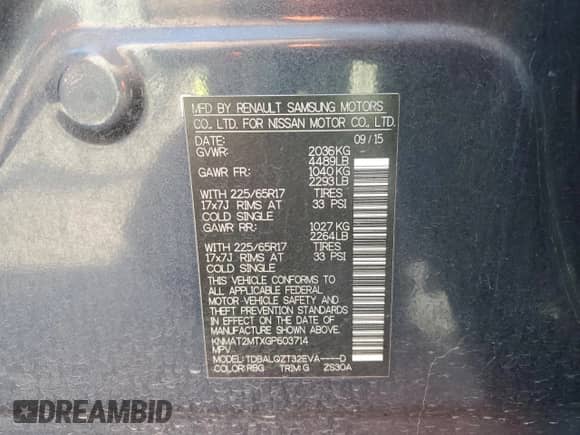 MFD BY RENAULT SAMSUNG MOTORS
CO., LTD. FOR NISSAN MOTOR CO., LTD.
DATE: 09/15
GVWR: 2036KG
4489LB
GAWR FR: 1040KG
2293LB
WITH 225/65R17 TIRES
17x7J RIMS AT 33 PSI
COLD SINGLE
GAWR RR: 1027 KG
2264LB
WITH 225/65R17 TIRES
17x7J RIMS AT 33 PSI
COLD SINGLE
THIS VEHICLE CONFORMS TO
ALL APPLICABLE FEDERAL
MOTOR VEHICLE SAFETY AND
THEFT PREVENTION STANDARDS
IN EFFECT ON THE DATE OF
MANUFACTURE SHOWN ABOVE.
KNMAT2MTXGP603714
MPV
MODEL:TDBALQZT32EVA----D
COLOR:RBG TRIM:G ZS30A
DREAMBID